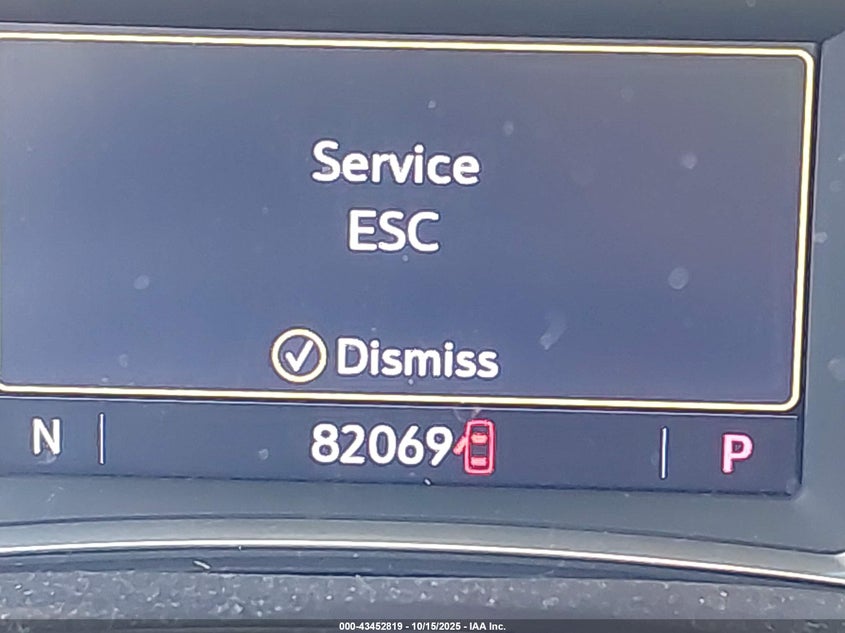 Service
ESC
Dismiss
N 82069 P
000-43452819 - 10/15/2025 - IAA Inc.